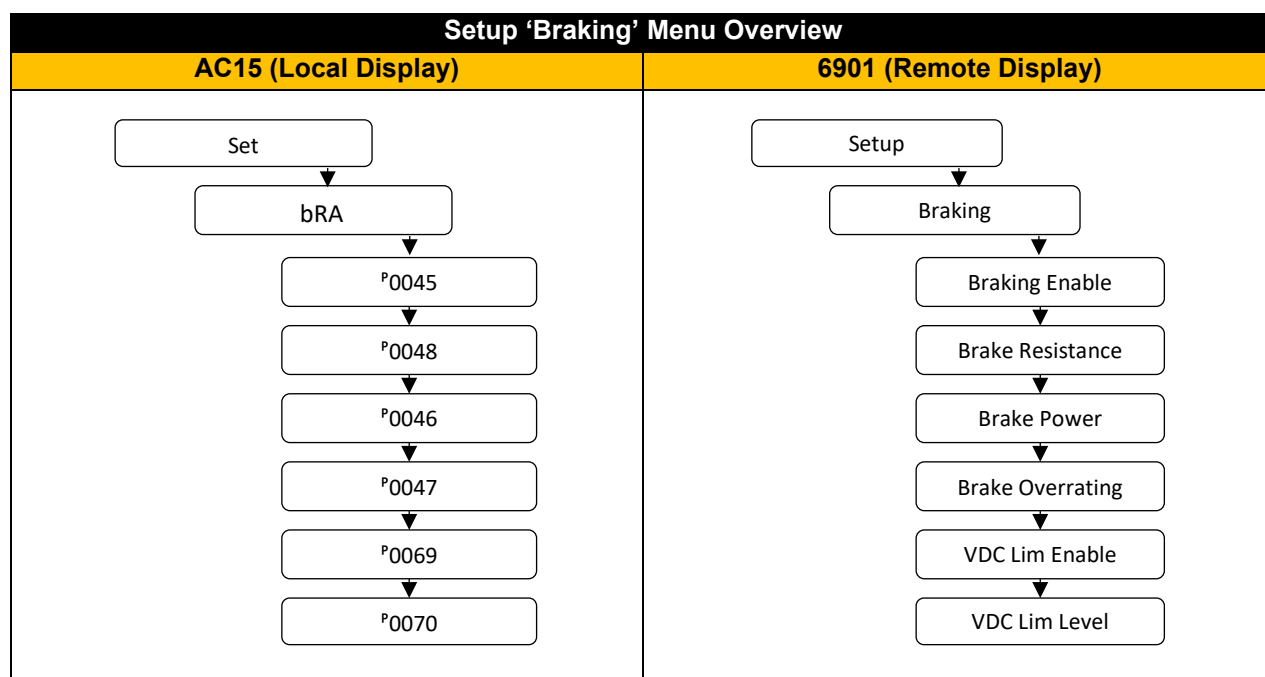 Setup ‘Braking’ Menu Overview
AC15 (Local Display)
6901 (Remote Display)
Set
bRA
ᴾ0045
ᴾ0048
ᴾ0046
ᴾ0047
ᴾ0069
ᴾ0070
Setup
Braking
Braking Enable
Brake Resistance
Brake Power
Brake Overrating
VDC Lim Enable
VDC Lim Level